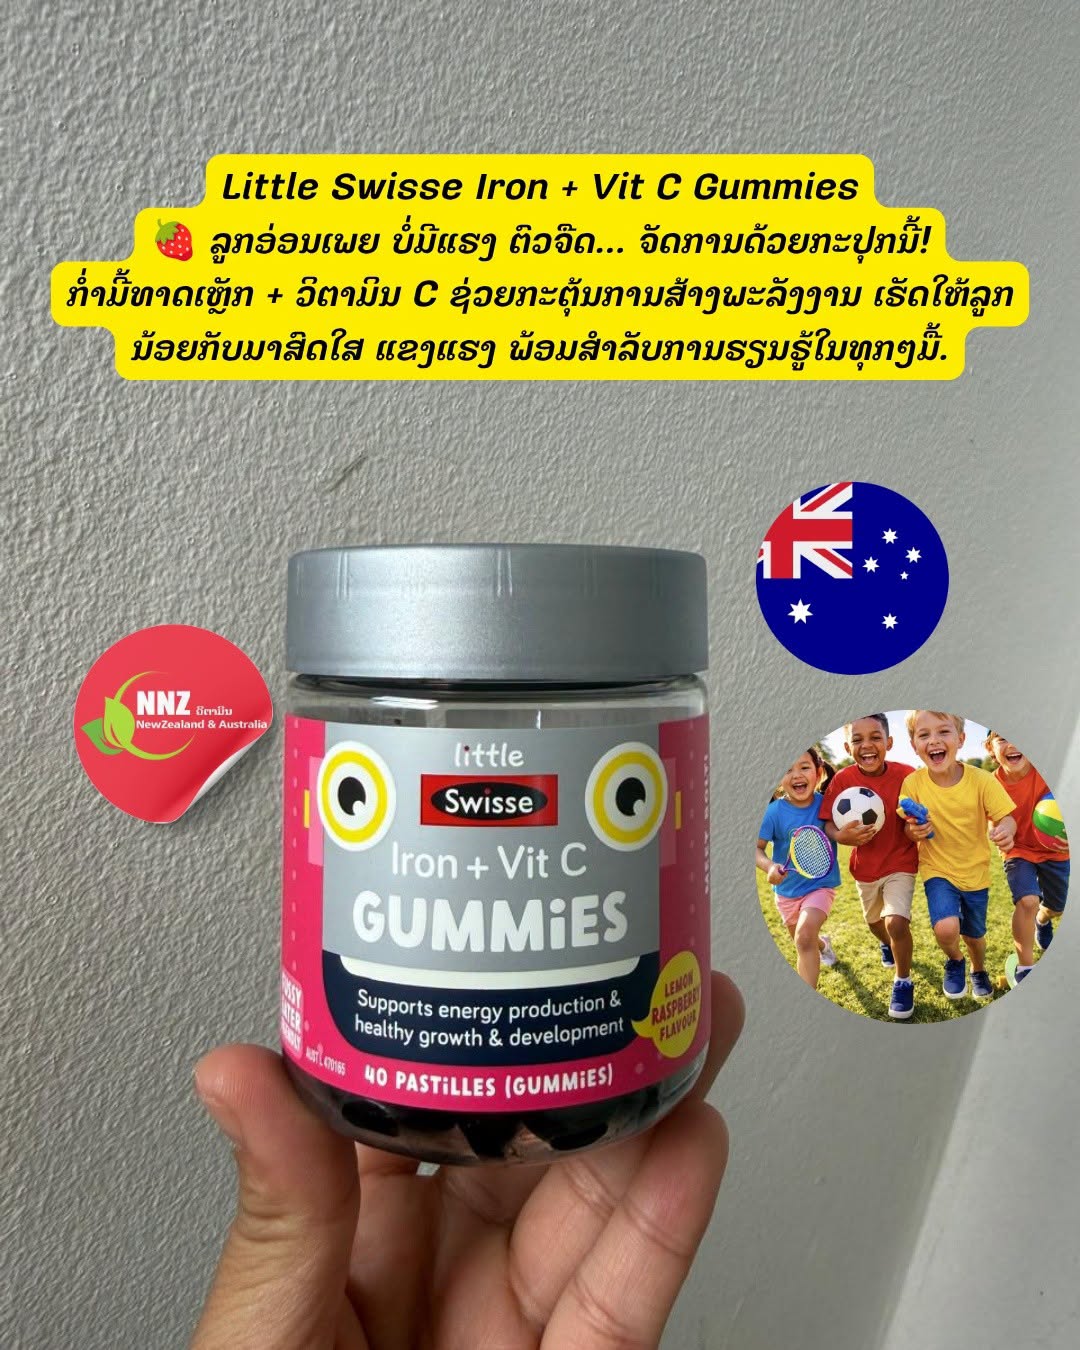 Little Swisse Iron + Vit C Gummies
🍓 ລູກອ່ອນເພຍ ບໍ່ມີແຮງ ຕົວຈືດ... ຈັດການດ້ວຍກະປຸກນີ້!
ກໍ່າມີ້ທາດເຫຼັກ + ວິຕາມິນ C ຊ່ວຍກະຕຸ້ນການສ້າງພະລັງງານ ເຮັດໃຫ້ລູກ
ນ້ອຍກັບມາສົດໃສ ແຂງແຮງ ພ້ອມສຳລັບການຮຽນຮູ້ໃນທຸກໆມື້.
NNZ ວິຕາມິນ
NewZealand & Australia
little
Swisse
Iron + Vit C
GUMMiES
Supports energy production &
healthy growth & development
LEMON
RASPBERRY
FLAVOUR
AUST L 470165
40 PASTiLLES (GUMMiES)